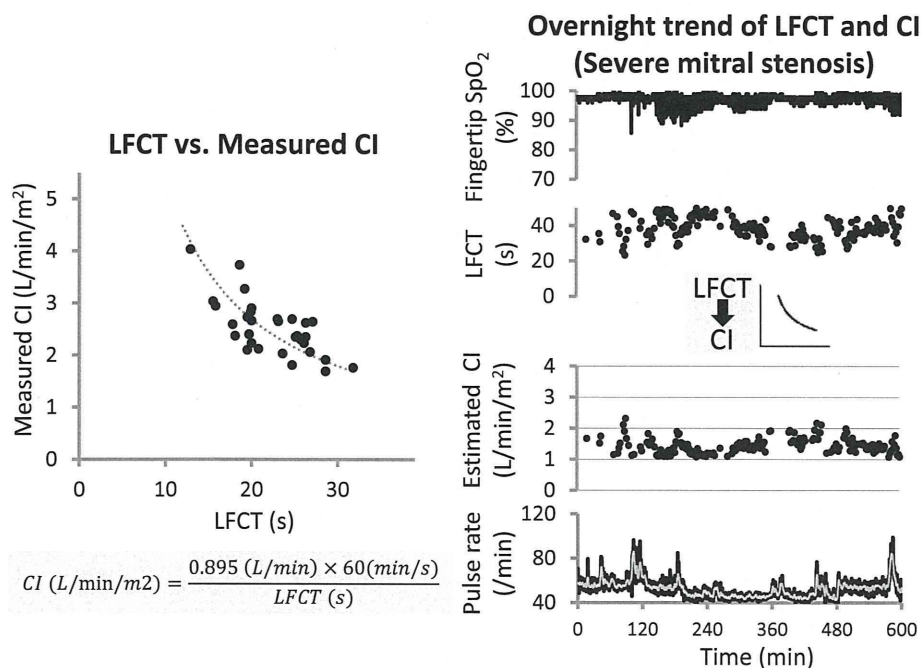 LFCT vs. Measured CI
Measured CI (L/min/m²)
5
4
3
2
1
0
0
10
20
30
LFCT (s)
CI (L/min/m2) = 0.895 (L/min) × 60(min/s)
LFCT (s)
Overnight trend of LFCT and CI
(Severe mitral stenosis)
Fingertip SpO₂
(%)
100
90
80
70
LFCT
(s)
40
20
0
LFCT
CI
Estimated CI
(L/min/m²)
4
3
2
1
0
Pulse rate
(/min)
120
80
40
0
120
240
360
480
600
Time (min)